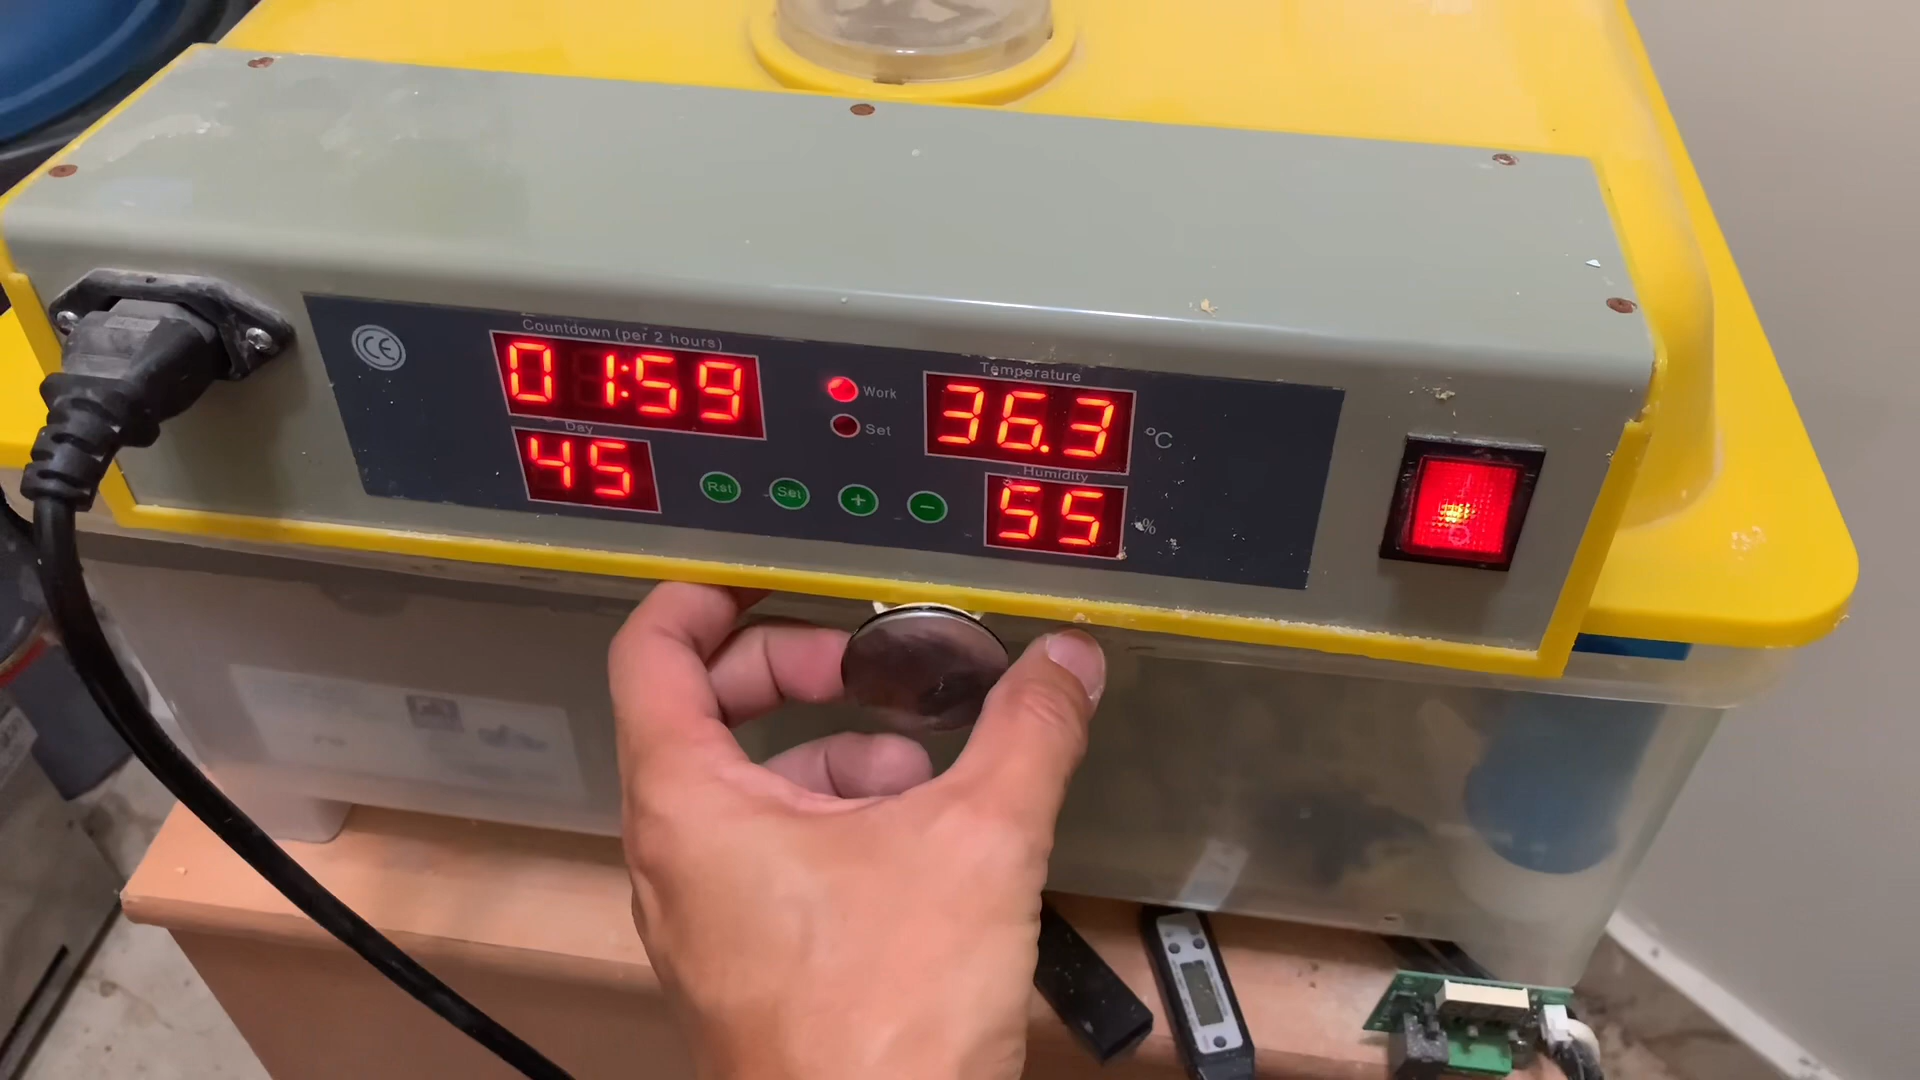 CE
Countdown (per 2 hours)
01:59
Work
Set
Temperature
36.3 °C
Day
45
Rst
Set
+
-
Humidity
55 %